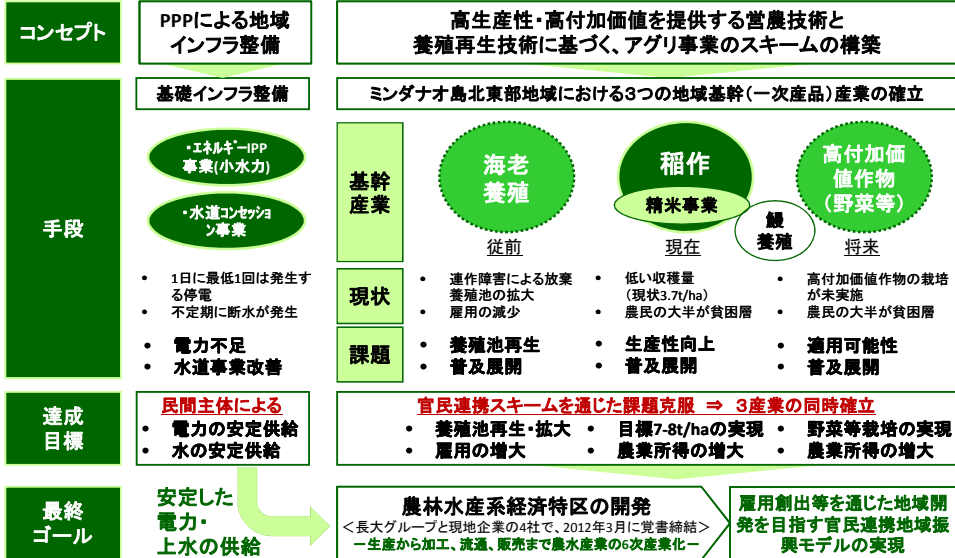 コンセプト
PPPによる地域
インフラ整備
高生産性・高付加価値を提供する営農技術と
養殖再生技術に基づく、アグリ事業のスキームの構築
手段
基礎インフラ整備
・エネルギーIPP
事業(小水力)
・水道コンセッショ
ン事業
• 1日に最低1回は発生す
る停電
• 不定期に断水が発生
• 電力不足
• 水道事業改善
ミンダナオ島北東部地域における3つの地域基幹(一次産品)産業の確立
基幹
産業
海老
養殖
従前
稲作
精米事業
現在
鰻
養殖
高付加価
値作物
(野菜等)
将来
現状
• 連作障害による放棄
養殖池の拡大
• 雇用の減少
• 低い収穫量
(現状3.7t/ha)
• 農民の大半が貧困層
• 高付加価値作物の栽培
が未実施
• 農民の大半が貧困層
課題
• 養殖池再生
• 普及展開
• 生産性向上
• 普及展開
• 適用可能性
• 普及展開
達成
目標
民間主体による
• 電力の安定供給
• 水の安定供給
官民連携スキームを通じた課題克服 ⇒ 3産業の同時確立
• 養殖池再生・拡大
• 雇用の増大
• 目標7-8t/haの実現
• 農業所得の増大
• 野菜等栽培の実現
• 農業所得の増大
最終
ゴール
安定した
電力・
上水の供給
農林水産系経済特区の開発
<長大グループと現地企業の4社で、2012年3月に覚書締結>
－生産から加工、流通、販売まで農水産業の6次産業化－
雇用創出等を通じた地域開
発を目指す官民連携地域振
興モデルの実現